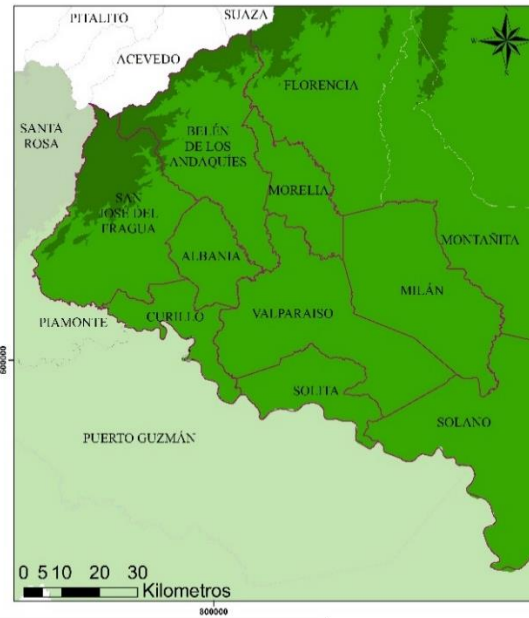 PITALITO
SUAZA
ACEVEDO
FLORENCIA
SANTA
ROSA
BELÉN
DE LOS
ANDAQUÍES
MORELIA
SAN
JOSÉ DEL
FRAGUA
MONTAÑITA
ALBANIA
MILÁN
PIAMONTE
CURILLO
VALPARAISO
600000
SOLITA
SOLANO
PUERTO GUZMÁN
0 5 10 20 30
Kilometros
800000